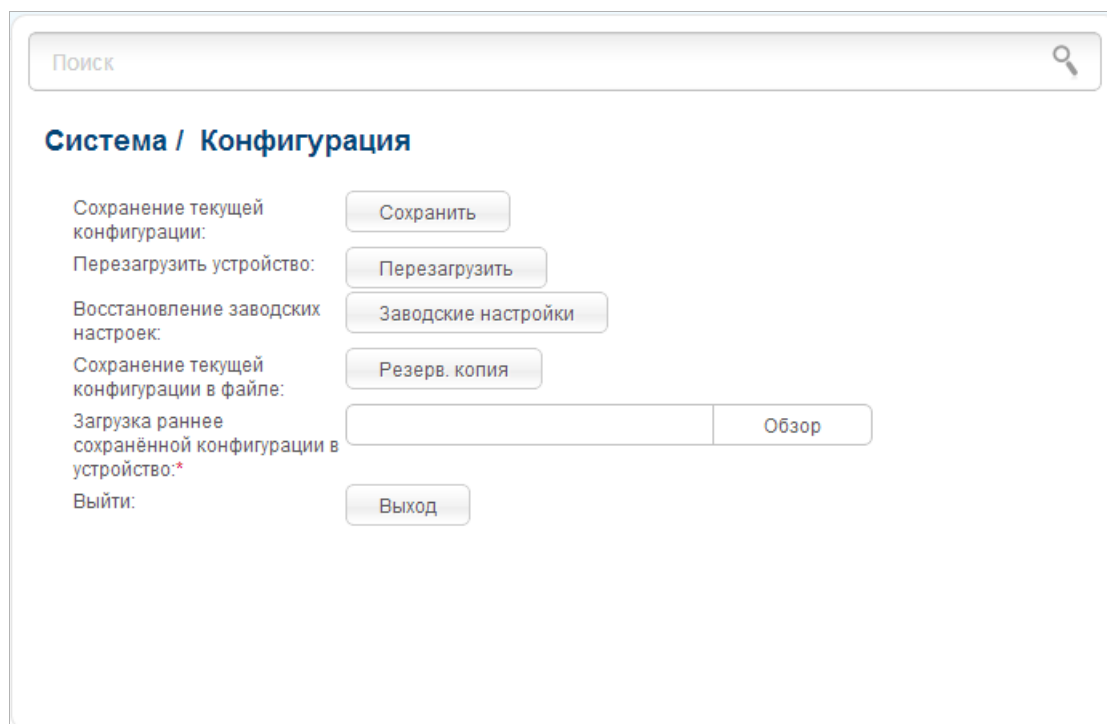 Поиск
Система / Конфигурация
Сохранение текущей
конфигурации:
Сохранить
Перезагрузить устройство:
Перезагрузить
Восстановление заводских
настроек:
Заводские настройки
Сохранение текущей
конфигурации в файле:
Резерв. копия
Загрузка раннее
сохранённой конфигурации в
устройство:*
Обзор
Выйти:
Выход